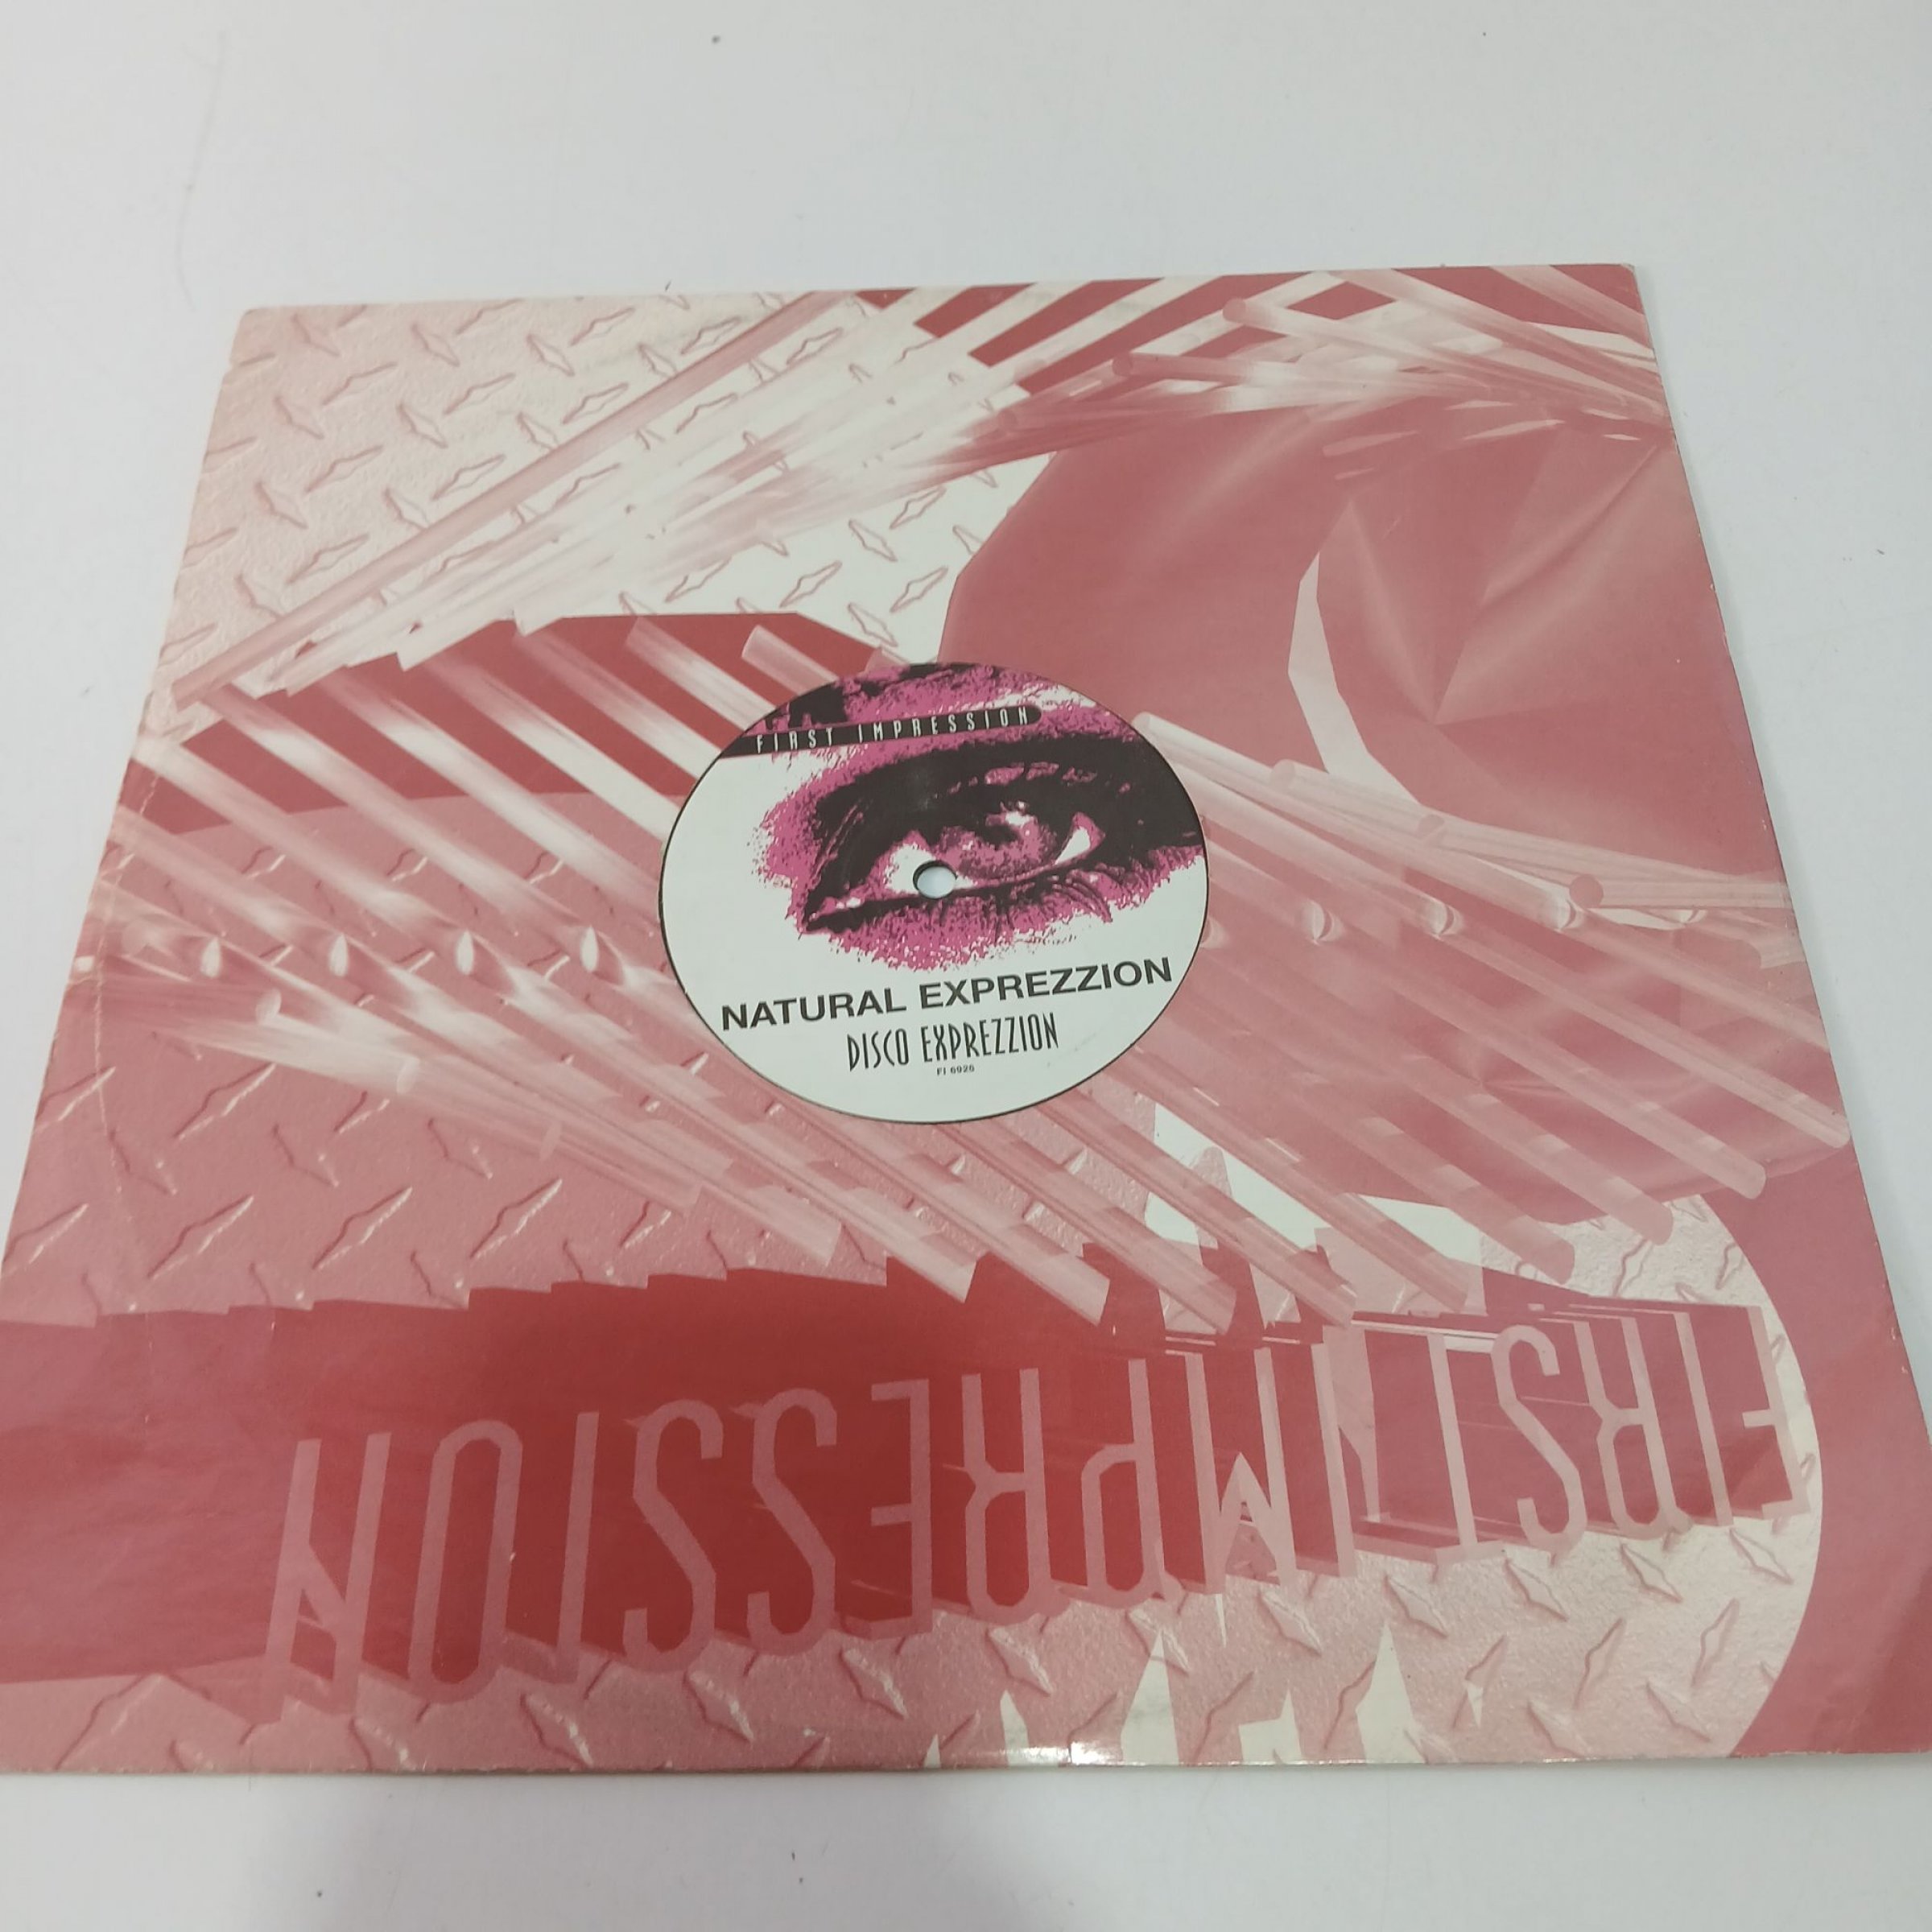 FIRST IMPRESSION
NATURAL EXPREZZION
DISCO EXPREZZION
FI 6926
FIRST IMPRESSION